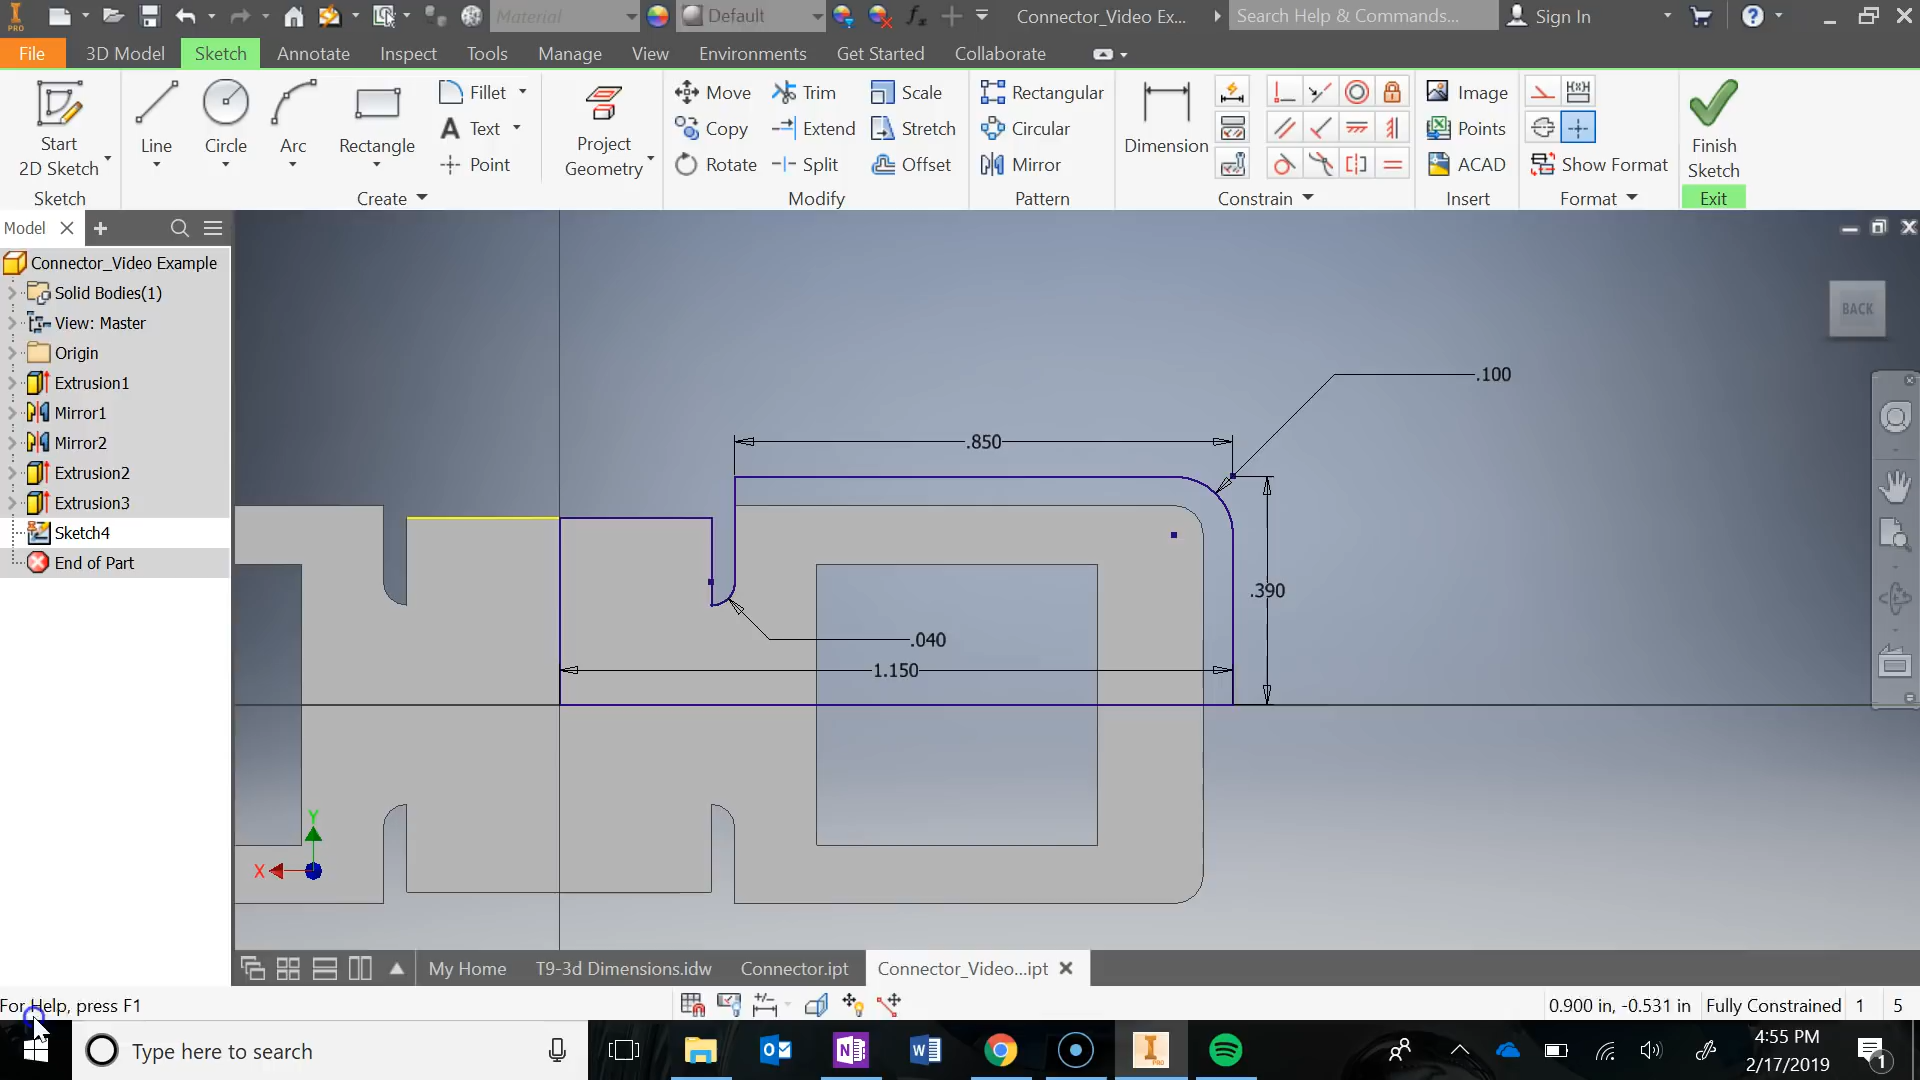 PRO
Material
Default
Connector_Video Ex...
Search Help & Commands...
Sign In
File
3D Model
Sketch
Annotate
Inspect
Tools
Manage
View
Environments
Get Started
Collaborate
Start
2D Sketch
Line
Circle
Arc
Rectangle
Fillet
Text
Point
Project
Geometry
Move
Copy
Rotate
Trim
Extend
Split
Scale
Stretch
Offset
Rectangular
Circular
Mirror
Dimension
Image
Points
ACAD
Show Format
Finish
Sketch
Sketch
Create
Modify
Pattern
Constrain
Insert
Format
Exit
Model
Connector_Video Example
Solid Bodies(1)
View: Master
Origin
Extrusion1
Mirror1
Mirror2
Extrusion2
Extrusion3
Sketch4
End of Part
BACK
.100
.850
.390
.040
1.150
Y
X
My Home
T9-3d Dimensions.idw
Connector.ipt
Connector_Video...ipt
For Help, press F1
0.900 in, -0.531 in
Fully Constrained
1
5
Type here to search
4:55 PM
2/17/2019
1